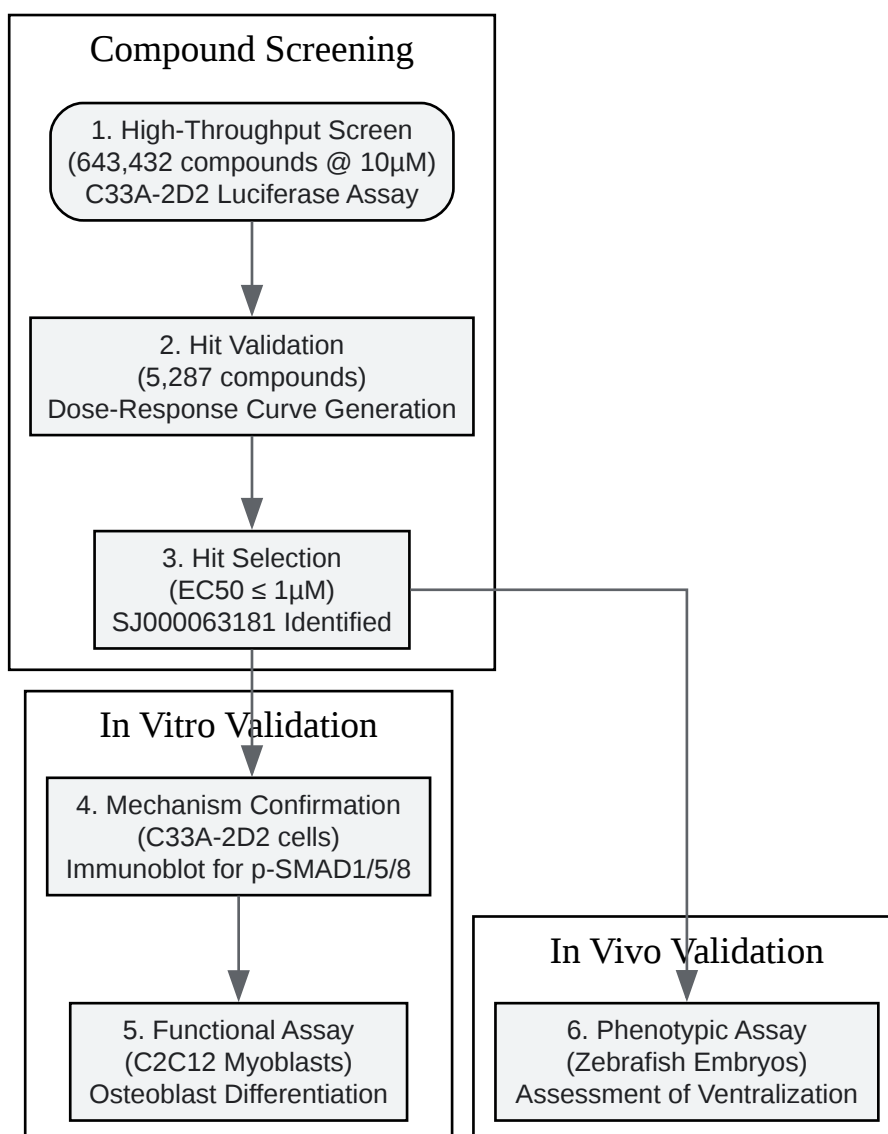 Compound Screening
1. High-Throughput Screen
(643,432 compounds @ 10µM)
C33A-2D2 Luciferase Assay
2. Hit Validation
(5,287 compounds)
Dose-Response Curve Generation
3. Hit Selection
(EC50 ≤ 1µM)
SJ000063181 Identified
In Vitro Validation
4. Mechanism Confirmation
(C33A-2D2 cells)
Immunoblot for p-SMAD1/5/8
5. Functional Assay
(C2C12 Myoblasts)
Osteoblast Differentiation
In Vivo Validation
6. Phenotypic Assay
(Zebrafish Embryos)
Assessment of Ventralization